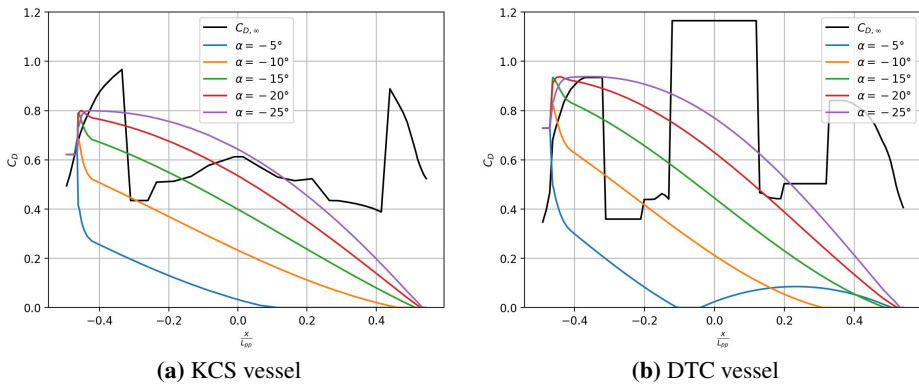 1.2
1.0
0.8
0.6
0.4
0.2
0.0
C_D
−0.4
−0.2
0.0
0.2
0.4
x
L_pp
C_{D,∞}
α = −5°
α = −10°
α = −15°
α = −20°
α = −25°
(a) KCS vessel
1.2
1.0
0.8
0.6
0.4
0.2
0.0
C_D
−0.4
−0.2
0.0
0.2
0.4
x
L_pp
C_{D,∞}
α = −5°
α = −10°
α = −15°
α = −20°
α = −25°
(b) DTC vessel